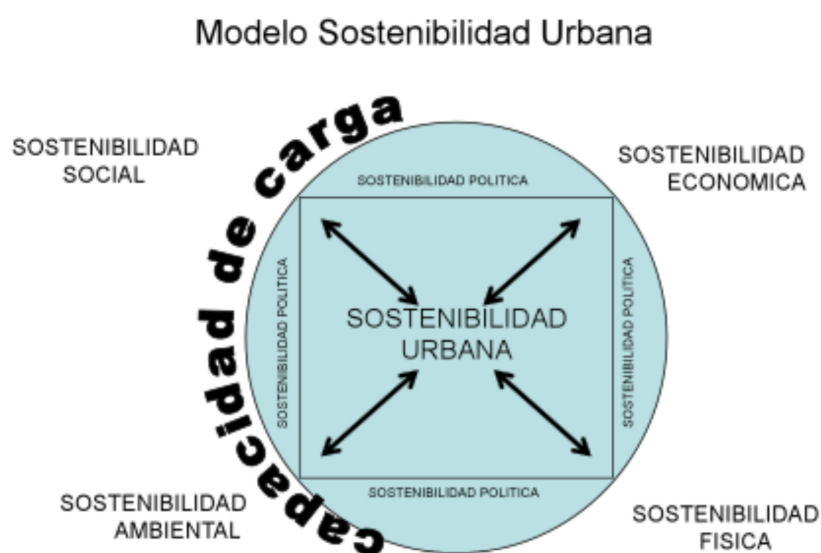 Modelo Sostenibilidad Urbana
capacidad de carga
SOSTENIBILIDAD
SOCIAL
SOSTENIBILIDAD
ECONOMICA
SOSTENIBILIDAD POLITICA
SOSTENIBILIDAD POLITICA
SOSTENIBILIDAD
URBANA
SOSTENIBILIDAD POLITICA
SOSTENIBILIDAD POLITICA
SOSTENIBILIDAD
AMBIENTAL
SOSTENIBILIDAD
FISICA